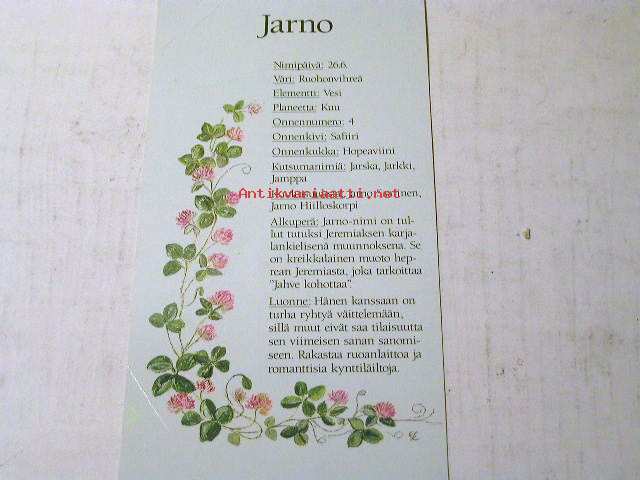 Jarno
Nimipäivä: 26.6.
Väri: Ruohonvihreä
Elementti: Vesi
Planeetta: Kuu
Onnennumero: 4
Onnenkivi: Safiiri
Onnenkukka: Hopeaviini
Kutsumanimiä: Jarska, Jarkki,
Jamppa
Antikvariaatti.net
Jarno Hiilloskorpi
Alkuperä: Jarno-nimi on tul-
lut tutuksi Jeremiaksen karja-
lankielisenä muunnoksena. Se
on kreikkalainen muoto hep-
rean Jeremiasta, joka tarkoittaa
"Jahve kohottaa".
Luonne: Hänen kanssaan on
turha ryhtyä väittelemään,
sillä muut eivät saa tilaisuutta
sen viimeisen sanan sanomi-
seen. Rakastaa ruoanlaittoa ja
romanttisia kynttiläiltoja.